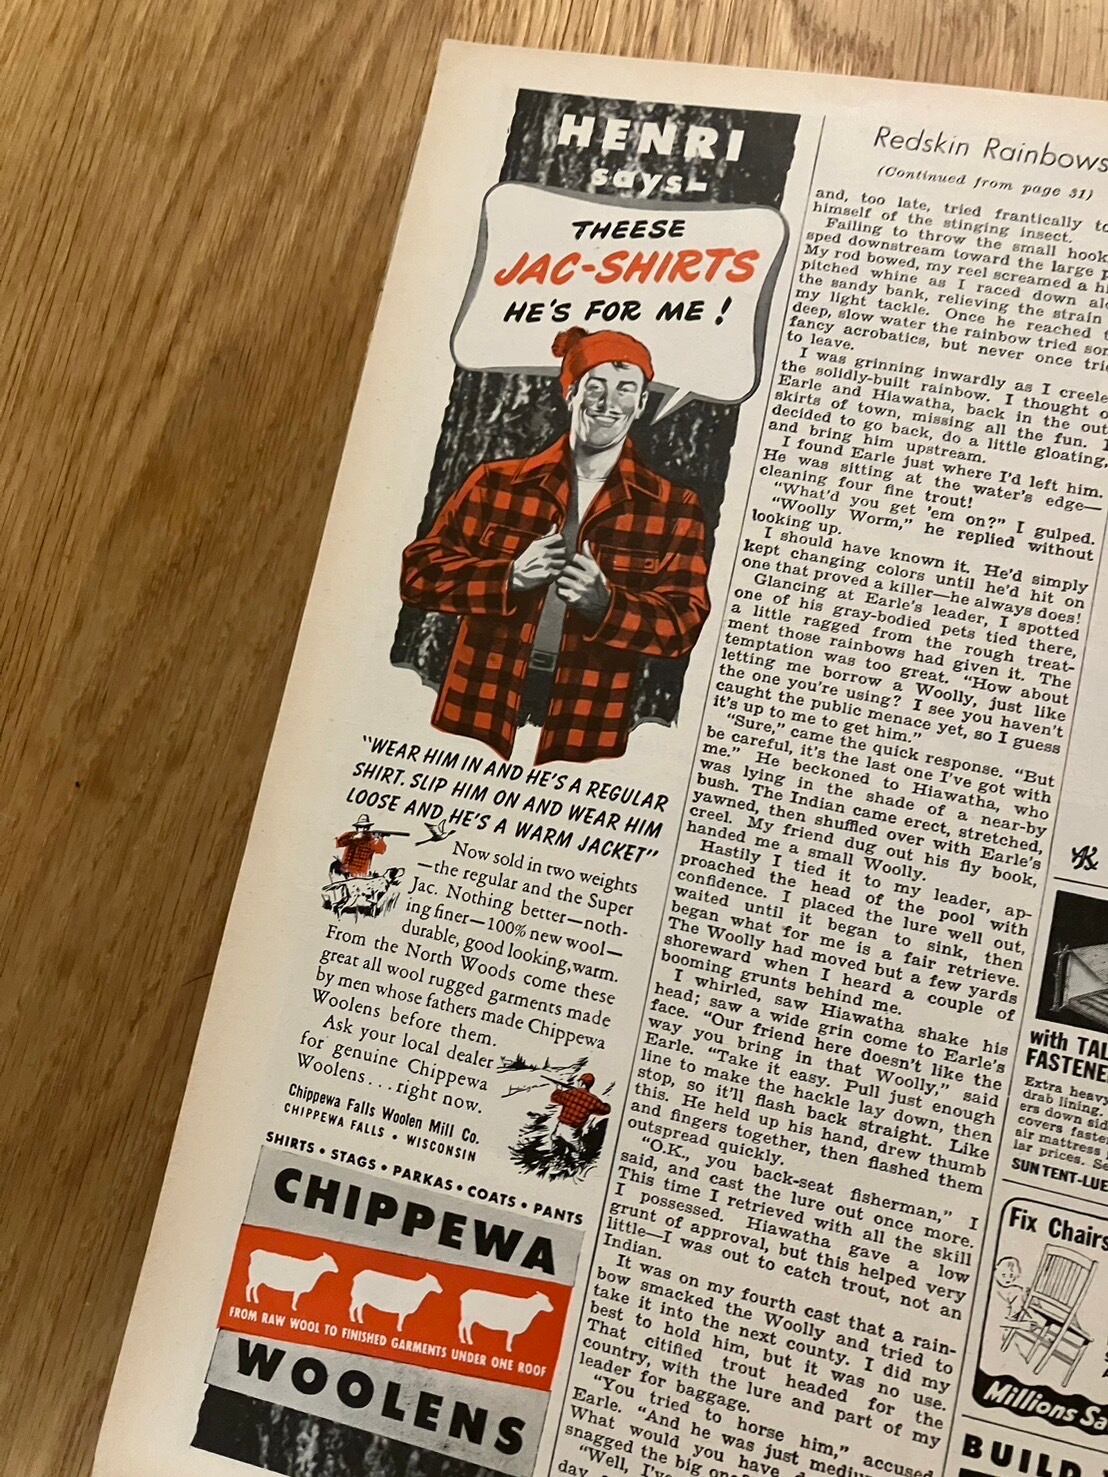 HENRI
says-
THEESE
JAC-SHIRTS
HE'S FOR ME!
"WEAR HIM IN AND HE'S A REGULAR
SHIRT. SLIP HIM ON AND WEAR HIM
LOOSE AND HE'S A WARM JACKET"
Now sold in two weights
—the regular and the Super
Jac. Nothing better—noth-
ing finer—100% new wool—
durable, good looking, warm.
From the North Woods come these
great all wool rugged garments made
by men whose fathers made Chippewa
Woolens before them.
Ask your local dealer
for genuine Chippewa
Woolens... right now.
Chippewa Falls Woolen Mill Co.
CHIPPEWA FALLS • WISCONSIN
SHIRTS • STAGS • PARKAS • COATS • PANTS
CHIPPEWA
FROM RAW WOOL TO FINISHED GARMENTS UNDER ONE ROOF
WOOLENS
Redskin Rainbows
(Continued from page 31)
and, too late, tried frantically to
himself of the stinging insect.
Failing to throw the small hook
sped downstream toward the large
My rod bowed, my reel screamed a
pitched whine as I raced down
the sandy bank, relieving the strain
my light tackle. Once he reached
deep, slow water the rainbow tried
fancy acrobatics, but never once
to leave.
I was grinning inwardly as I
the solidly-built rainbow. I thought
Earle and Hiawatha, back in the
skirts of town, missing all the fun. I
decided to go back, do a little gloating,
and bring him upstream.
I found Earle just where I'd left him.
He was sitting at the water's edge—
cleaning four fine trout!
"What'd you get 'em on?" I gulped.
"Woolly Worm," he replied without
looking up.
I should have known it. He'd simply
kept changing colors until he'd hit on
one that proved a killer—he always does!
Glancing at Earle's leader, I spotted
one of his gray-bodied pets tied there,
a little ragged from the rough treat-
ment those rainbows had given it. The
temptation was too great. "How about
letting me borrow a Woolly, just like
the one you're using? I see you haven't
caught the public menace yet, so I guess
it's up to me to get him."
"Sure," came the quick response. "But
be careful, it's the last one I've got with
me." He beckoned to Hiawatha, who
was lying in the shade of a near-by
bush. The Indian came erect, stretched,
yawned, then shuffled over with Earle's
creel. My friend dug out his fly book,
handed me a small Woolly.
Hastily I tied it to my leader, ap-
proached the head of the pool with
confidence. I placed the lure well out,
waited until it began to sink, then
began what for me is a fair retrieve.
The Woolly had moved but a few yards
shoreward when I heard a couple of
booming grunts behind me.
I whirled, saw Hiawatha shake his
head; saw a wide grin come to Earle's
face. "Our friend here doesn't like the
way you bring in that Woolly," said
Earle. "Take it easy. Pull just enough
line to make the hackle lay down, then
stop, so it'll flash back straight. Like
this. He held up his hand, drew thumb
and fingers together, then flashed them
outspread quickly.
"O.K., you back-seat fisherman," I
said, and cast the lure out once more.
This time I retrieved with all the skill
I possessed. Hiawatha gave a low
grunt of approval, but this helped very
little—I was out to catch trout, not an
Indian.
It was on my fourth cast that a rain-
bow smacked the Woolly and tried to
take it into the next county. I did my
best to hold him, but it was no use.
That citified trout headed for the
country, with the lure and part of my
leader for baggage.
"You tried to horse him," accused
Earle. "And he was just
What would you have
snagged the big
"Well, I've
day
with TAL
FASTENE
Extra heavy
drab lining.
ers down
covers
air mattress
lar prices.
SUN TENT-LUE
Fix Chairs
Millions
BUILD